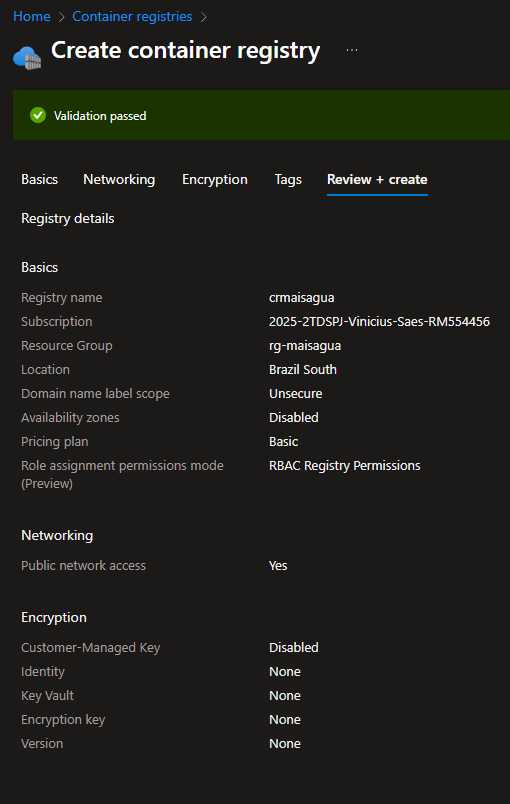 Home > Container registries >
Create container registry ...
Validation passed
Basics Networking Encryption Tags Review + create
Registry details
Basics
Registry name crmaisagua
Subscription 2025-2TDSPJ-Vinicius-Saes-RM554456
Resource Group rg-maisagua
Location Brazil South
Domain name label scope Unsecure
Availability zones Disabled
Pricing plan Basic
Role assignment permissions mode RBAC Registry Permissions
(Preview)
Networking
Public network access Yes
Encryption
Customer-Managed Key Disabled
Identity None
Key Vault None
Encryption key None
Version None